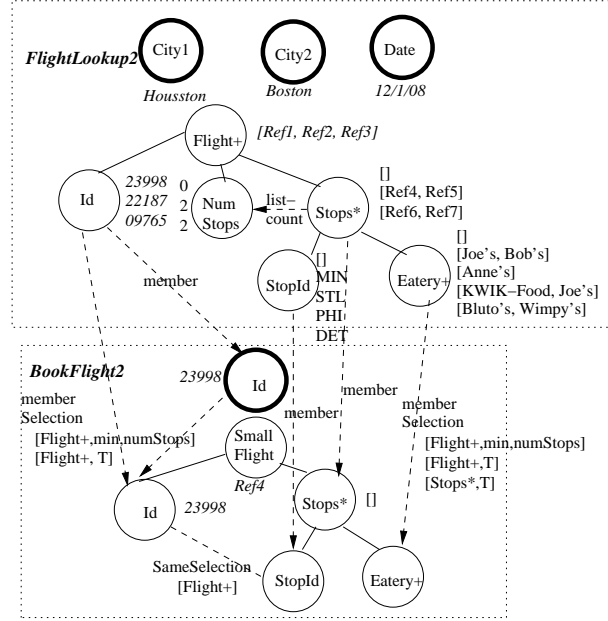 City1
City2
Date
FlightLookup2
Housston
Boston
12/1/08
Flight+
[Ref1, Ref2, Ref3]
Id
23998
22187
09765
0
2
2
Num
Stops
list–
count
Stops*
[]
[Ref4, Ref5]
[Ref6, Ref7]
member
StopId
[]
MIN
STL
PHI
DET
Eatery+
[]
[Joe's, Bob's]
[Anne's]
[KWIK–Food, Joe's]
[Bluto's, Wimpy's]
BookFlight2
23998
Id
member
Selection
[Flight+,min,numStops]
[Flight+, T]
member
member
member
Selection
[Flight+,min,numStops]
[Flight+,T]
[Stops*,T]
Small
Flight
Ref4
Id
23998
Stops*
[]
SameSelection
[Flight+]
StopId
Eatery+